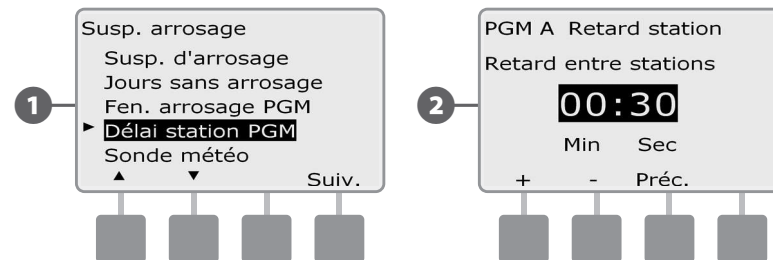 1
Susp. arrosage
Susp. d'arrosage
Jours sans arrosage
Fen. arrosage PGM
► Délai station PGM
Sonde météo
▲ ▼ Suiv.
2
PGM A Retard station
Retard entre stations
00:30
Min Sec
+ - Préc.